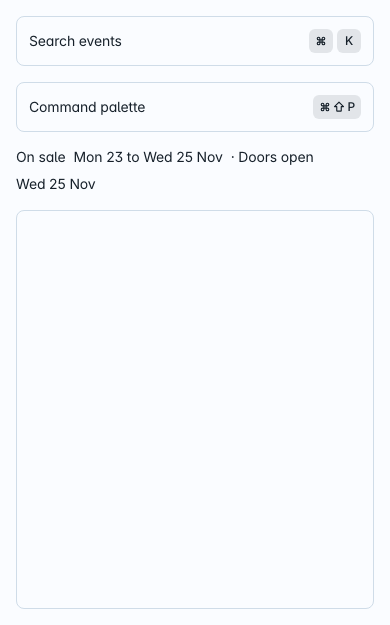 Search events ⌘ K
Command palette ⌘⇧P
On sale Mon 23 to Wed 25 Nov · Doors open
Wed 25 Nov